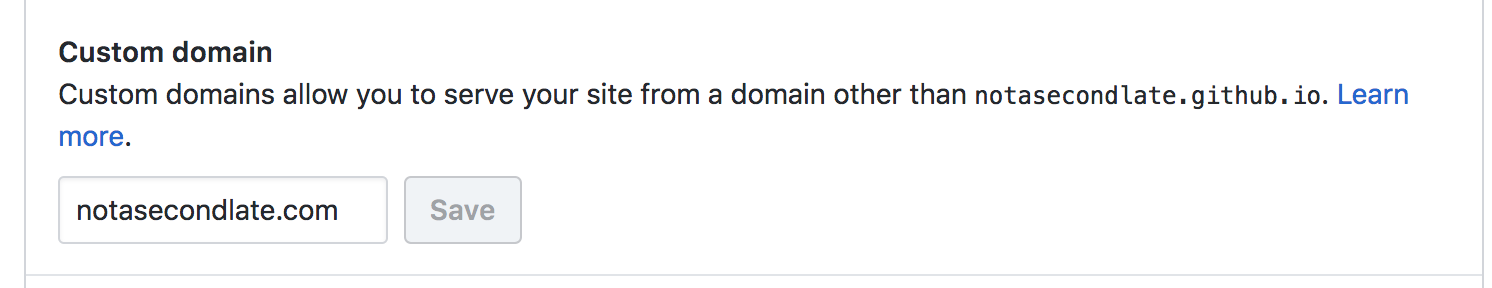 Custom domain
Custom domains allow you to serve your site from a domain other than notasecondlate.github.io. Learn
more.
notasecondlate.com Save